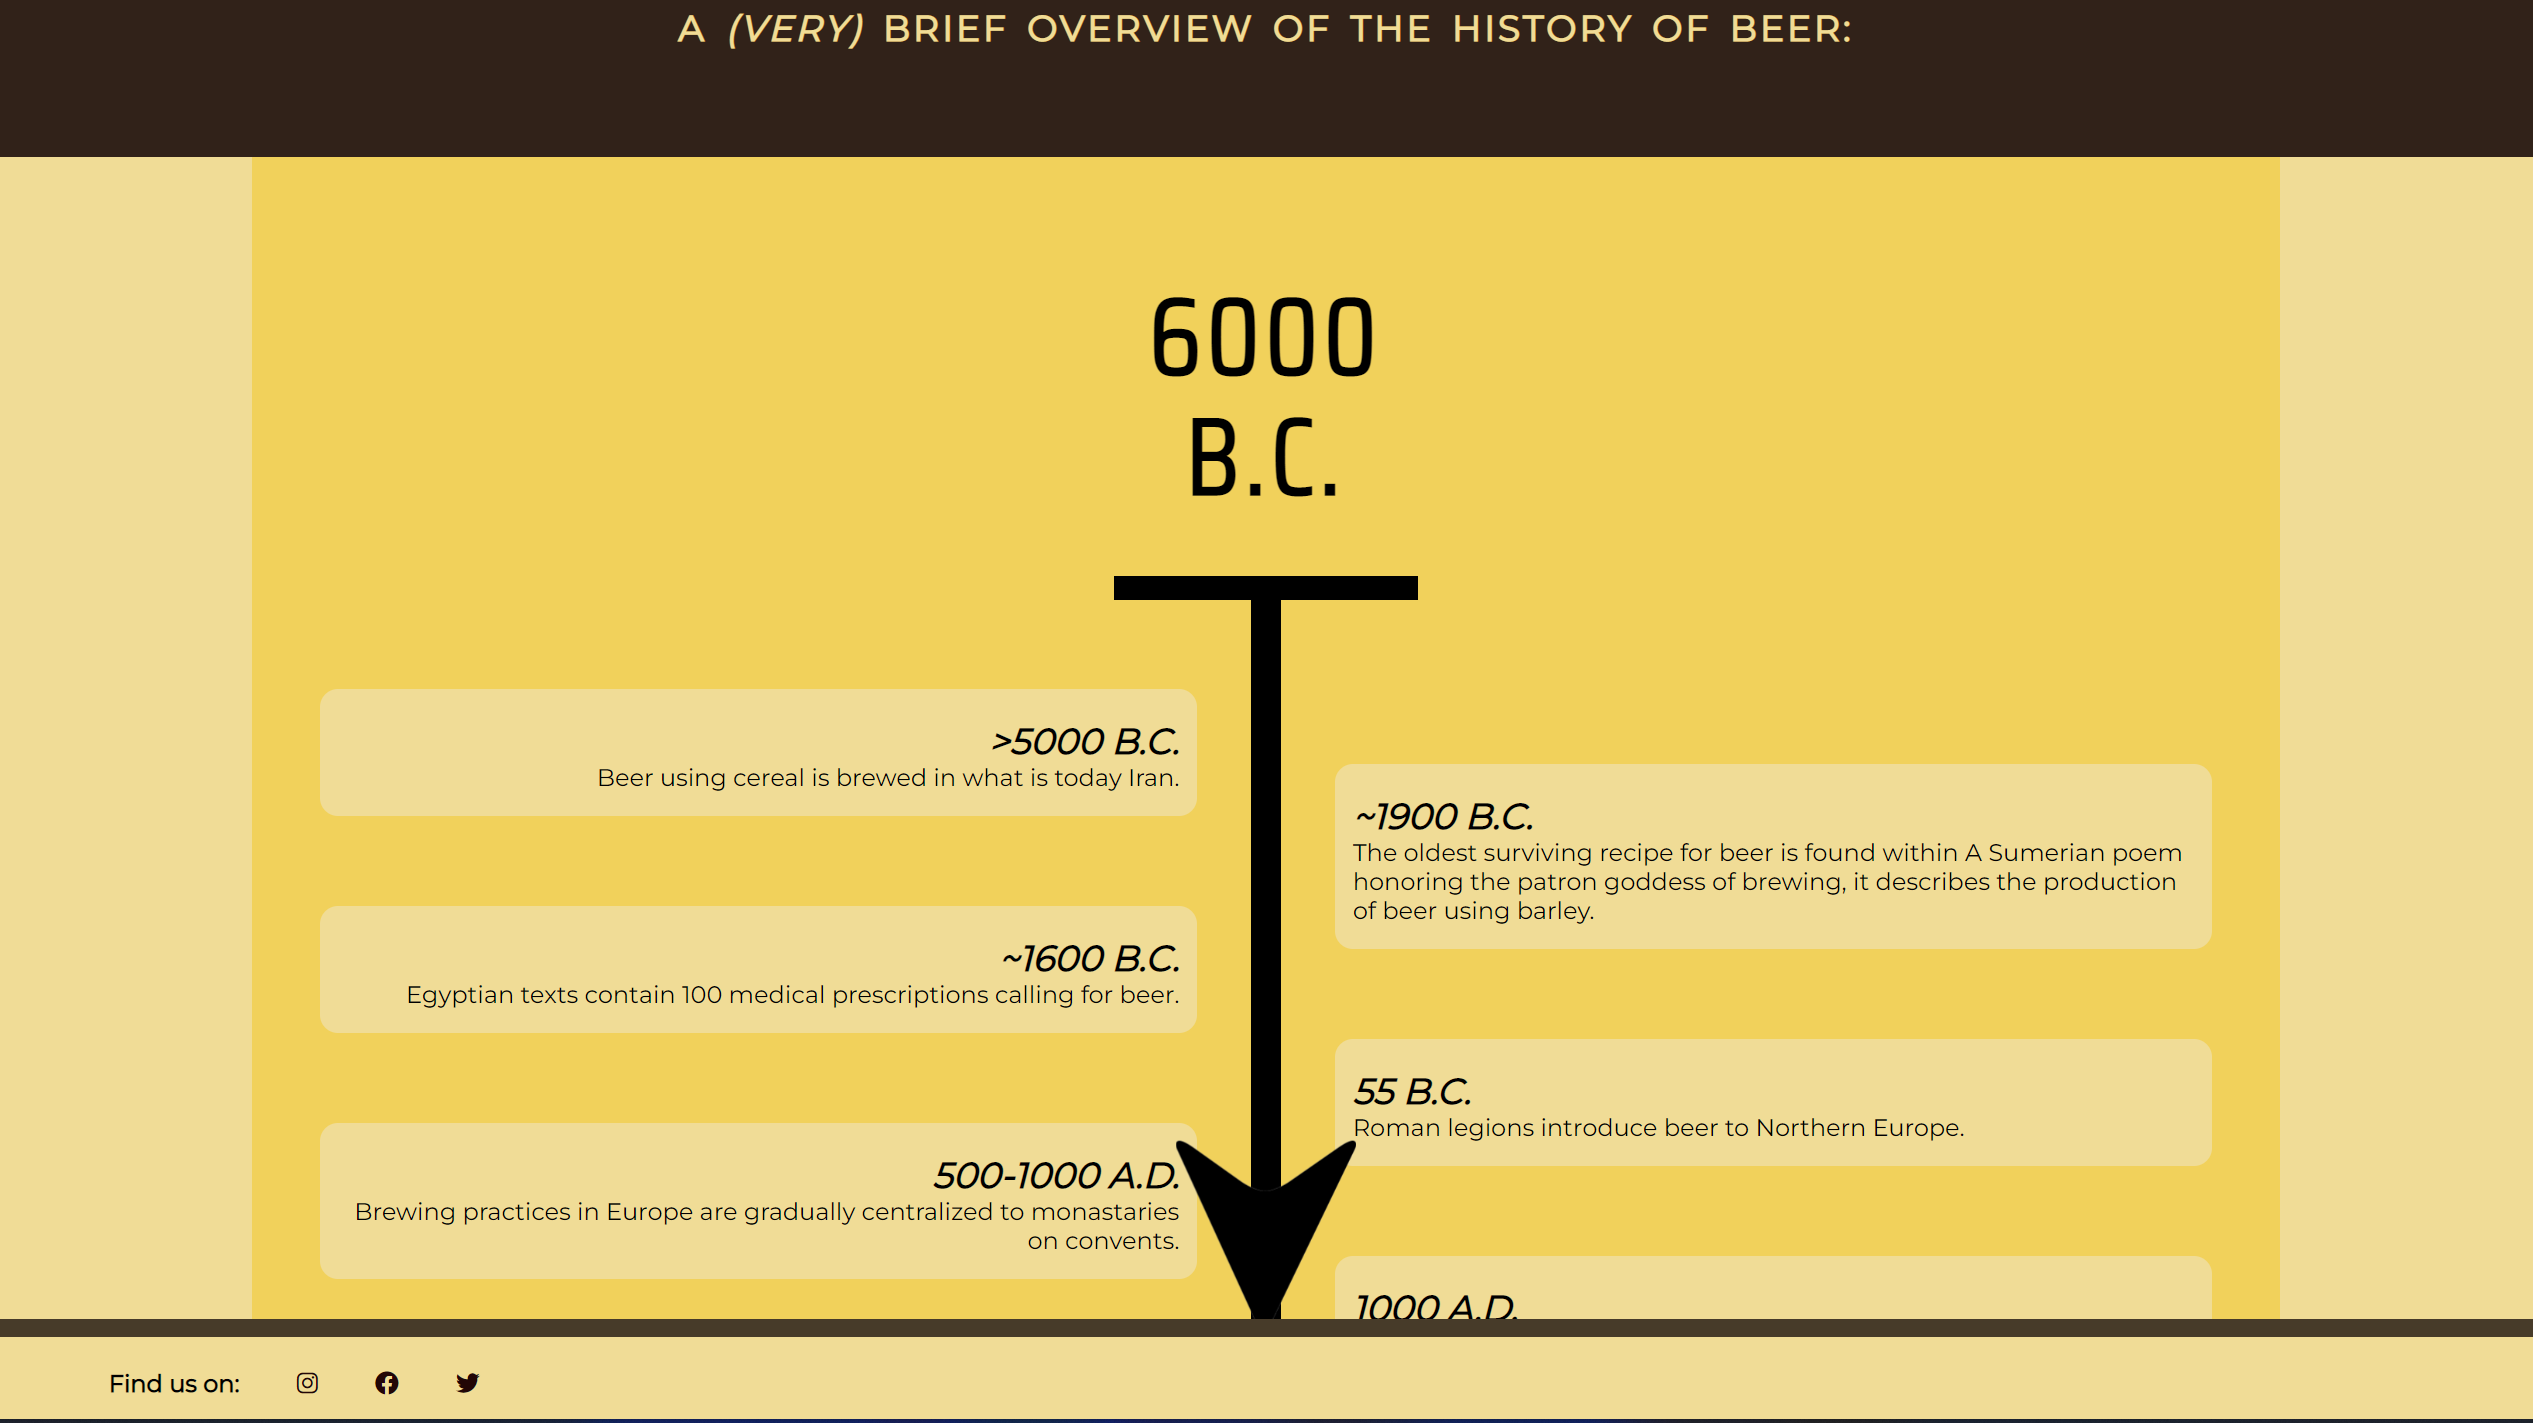 A (VERY) BRIEF OVERVIEW OF THE HISTORY OF BEER:
6000
B.C.
>5000 B.C.
Beer using cereal is brewed in what is today Iran.
~1900 B.C.
The oldest surviving recipe for beer is found within A Sumerian poem
honoring the patron goddess of brewing, it describes the production
of beer using barley.
~1600 B.C.
Egyptian texts contain 100 medical prescriptions calling for beer.
55 B.C.
Roman legions introduce beer to Northern Europe.
500-1000 A.D.
Brewing practices in Europe are gradually centralized to monastaries
on convents.
1000 A.D.
Find us on: